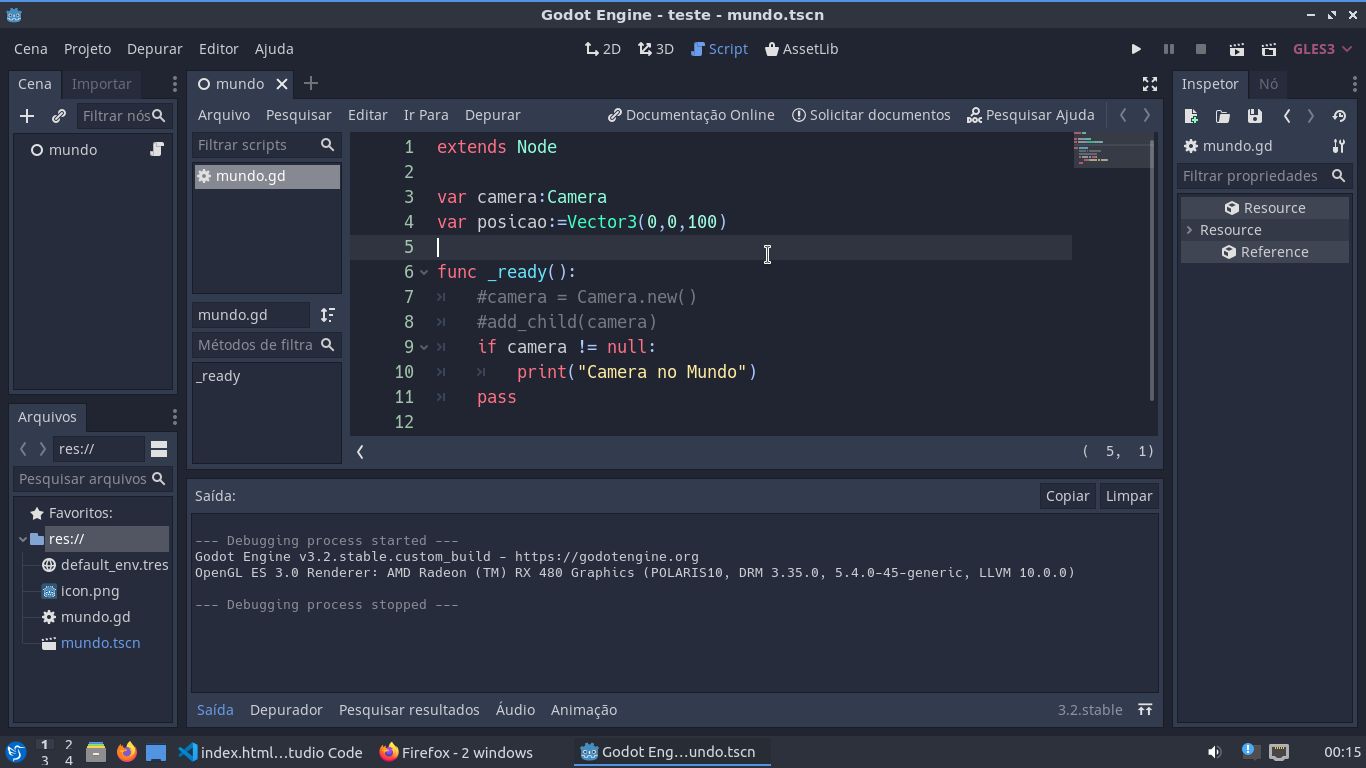 Godot Engine - teste - mundo.tscn
Cena Projeto Depurar Editor Ajuda
2D 3D Script AssetLib
GLES3
Cena Importar
Filtrar nós
mundo
mundo
Arquivo Pesquisar Editar Ir Para Depurar
Documentação Online Solicitar documentos Pesquisar Ajuda
Filtrar scripts
mundo.gd
mundo.gd
Métodos de filtra
_ready
1 extends Node
2
3 var camera:Camera
4 var posicao:=Vector3(0,0,100)
5
6 func _ready():
7 #camera = Camera.new()
8 #add_child(camera)
9 if camera != null:
10 print("Camera no Mundo")
11 pass
12
( 5, 1)
Inspetor Nó
mundo.gd
Filtrar propriedades
Resource
Resource
Reference
Arquivos
res://
Pesquisar arquivos
Favoritos:
res://
default_env.tres
icon.png
mundo.gd
mundo.tscn
Saída:
Copiar Limpar
--- Debugging process started ---
Godot Engine v3.2.stable.custom_build - https://godotengine.org
OpenGL ES 3.0 Renderer: AMD Radeon (TM) RX 480 Graphics (POLARIS10, DRM 3.35.0, 5.4.0-45-generic, LLVM 10.0.0)
--- Debugging process stopped ---
Saída Depurador Pesquisar resultados Áudio Animação
3.2.stable
1 2
3 4
index.html...tudio Code
Firefox - 2 windows
Godot Eng...undo.tscn
00:15